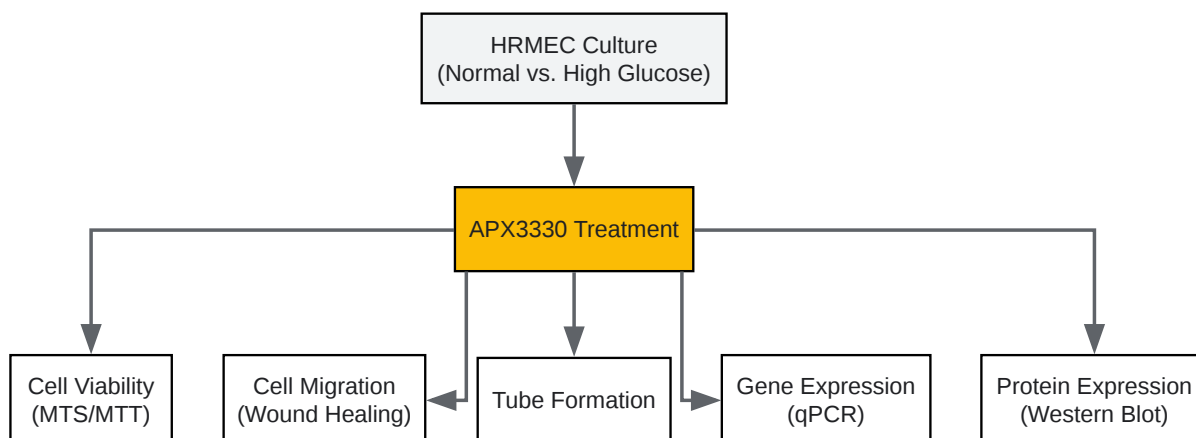 HRMEC Culture
(Normal vs. High Glucose)
APX3330 Treatment
Cell Viability
(MTS/MTT)
Cell Migration
(Wound Healing)
Tube Formation
Gene Expression
(qPCR)
Protein Expression
(Western Blot)